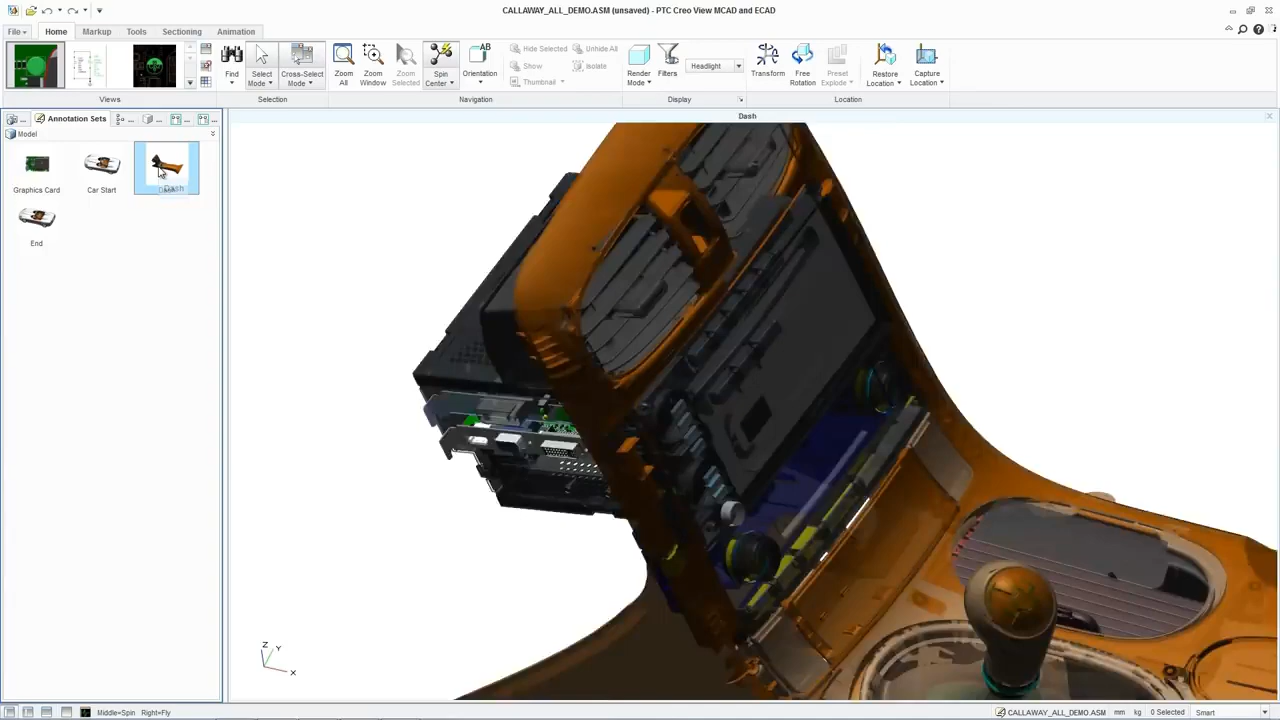 CALLAWAY_ALL_DEMO.ASM (unsaved) - PTC Creo View MCAD and ECAD
File Home Markup Tools Sectioning Animation
Find
Select Mode
Cross-Select Mode
Zoom All
Zoom Window
Zoom Selected
Spin Center
Orientation
Hide Selected Unhide All
Show Isolate
Thumbnail
Render Mode
Filters
Headlight
Transform
Free Rotation
Preset Explode
Restore Location
Capture Location
Views Selection Navigation Display Location
... Annotation Sets ... ... ... ...
Dash
Model
Graphics Card Car Start
Dash
End
Z
Y
X
Middle=Spin Right=Fly
CALLAWAY_ALL_DEMO.ASM mm kg 0 Selected Smart